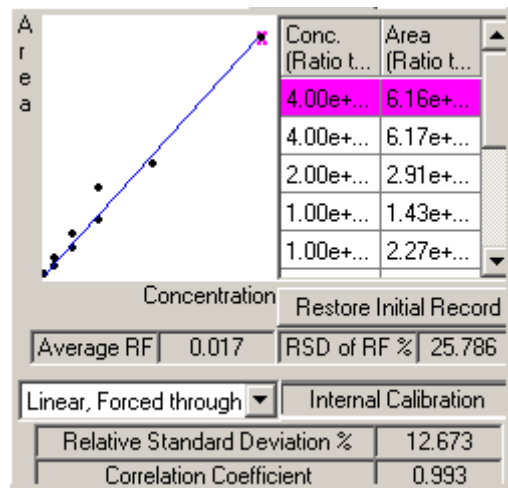 Area
Conc. Area
(Ratio t... (Ratio t...
4.00e+... 6.16e+...
4.00e+... 6.17e+...
2.00e+... 2.91e+...
1.00e+... 1.43e+...
1.00e+... 2.27e+...
Concentration
Restore Initial Record
Average RF 0.017 RSD of RF % 25.786
Linear, Forced through Internal Calibration
Relative Standard Deviation % 12.673
Correlation Coefficient 0.993